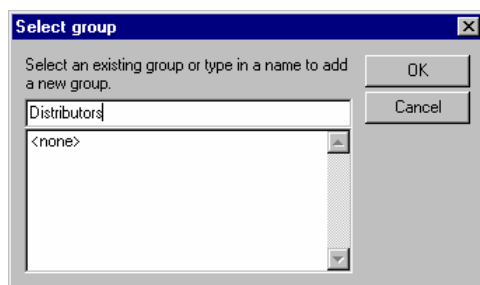 Select group
Select an existing group or type in a name to add
a new group.
OK
Distributors
Cancel
<none>